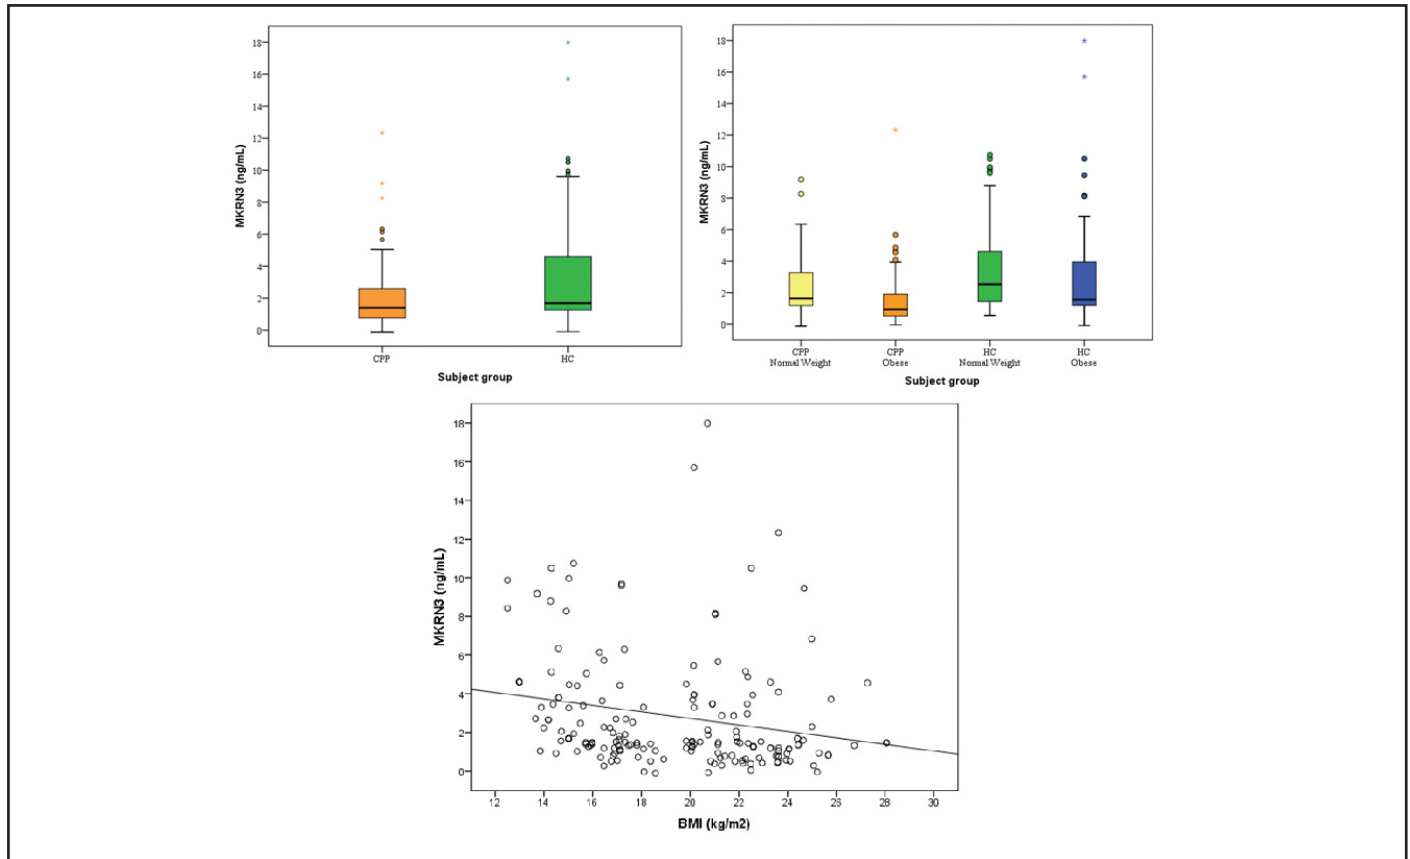 18
16
14
12
10
8
6
4
2
0
MKRN3 (ng/mL)
CPP
HC
Subject group
18
16
14
12
10
8
6
4
2
0
MKRN3 (ng/mL)
CPP
Normal Weight
CPP
Obese
HC
Normal Weight
HC
Obese
Subject group
18
16
14
12
10
8
6
4
2
0
MKRN3 (ng/mL)
12 14 16 18 20 22 24 26 28 30
BMI (kg/m2)